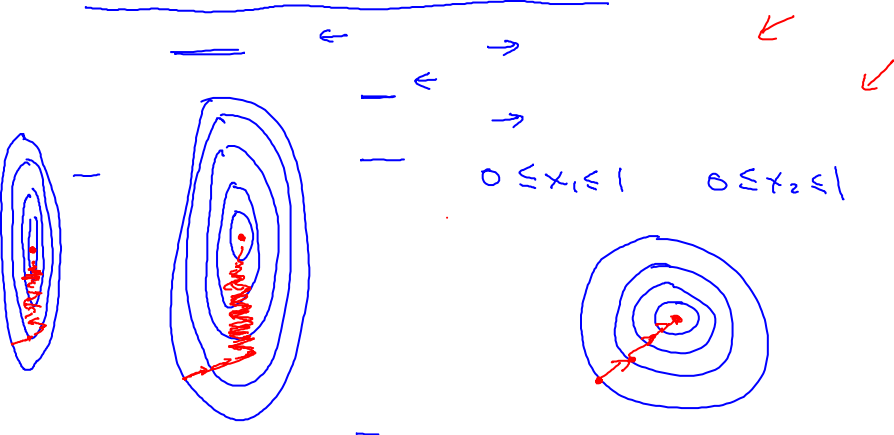 0 ≤ x₁ ≤ 1 0 ≤ x₂ ≤ 1